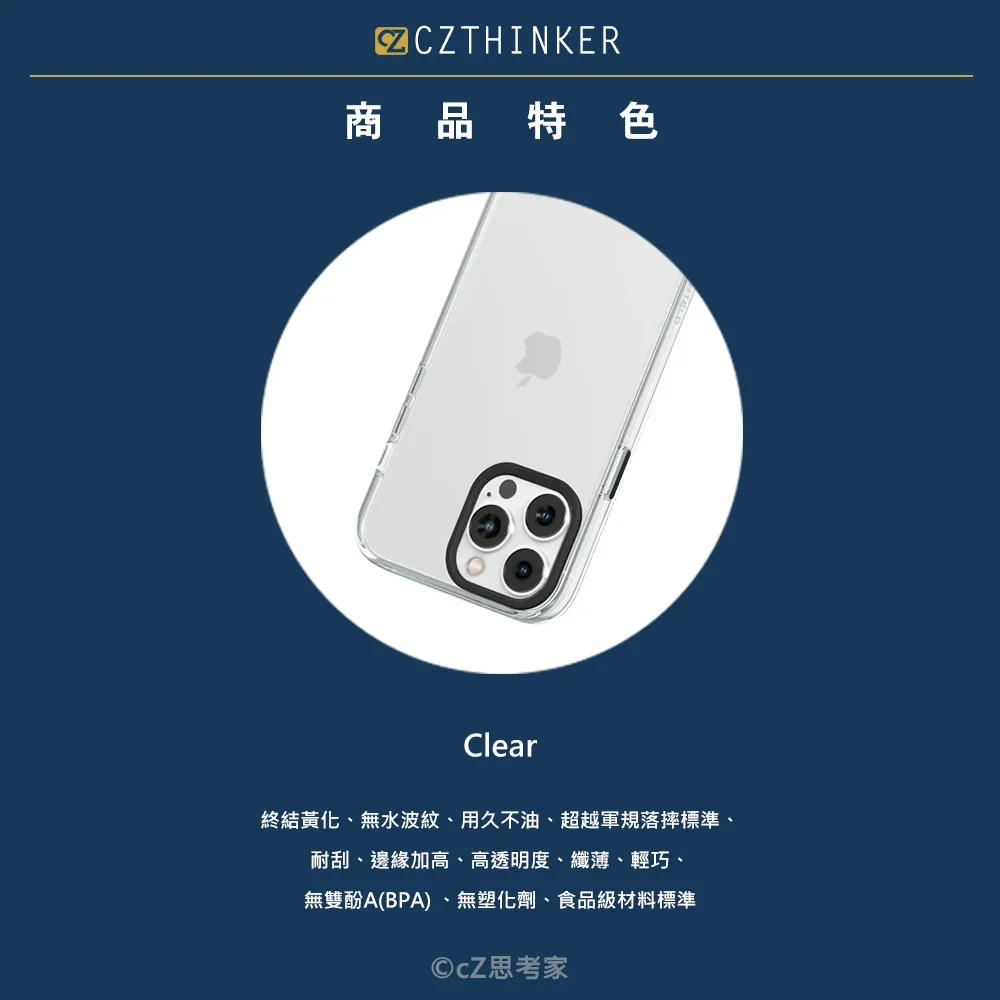 CZ CZTHINKER
商品特色
Clear
終結黃化、無水波紋、用久不油、超越軍規落摔標準、
耐刮、邊緣加高、高透明度、纖薄、輕巧、
無雙酚A(BPA) 、無塑化劑、食品級材料標準
©cZ思考家